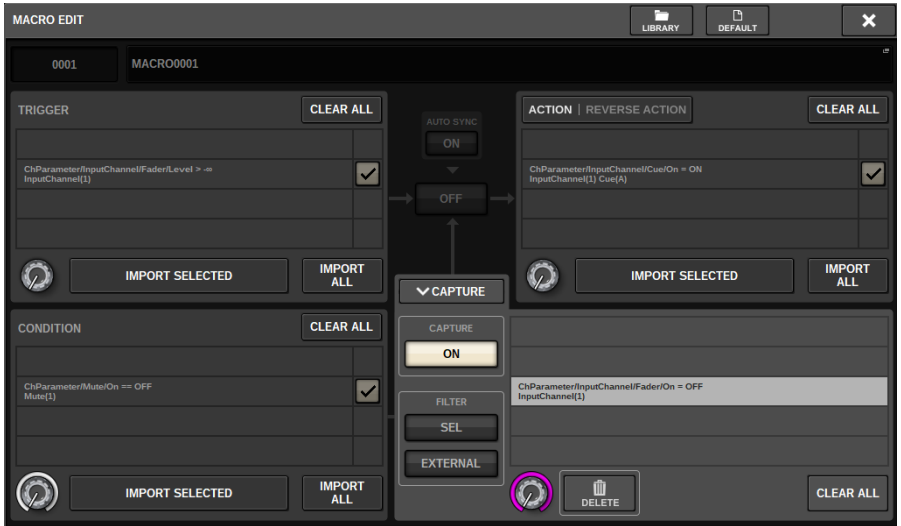 MACRO EDIT
LIBRARY
DEFAULT
0001
MACRO0001
TRIGGER
CLEAR ALL
ChParameter/InputChannel/Fader/Level > -∞
InputChannel(1)
IMPORT SELECTED
IMPORT
ALL
AUTO SYNC
ON
OFF
ACTION | REVERSE ACTION
CLEAR ALL
ChParameter/InputChannel/Cue/On = ON
InputChannel(1) Cue(A)
IMPORT SELECTED
IMPORT
ALL
CONDITION
CLEAR ALL
ChParameter/Mute/On == OFF
Mute(1)
IMPORT SELECTED
IMPORT
ALL
CAPTURE
CAPTURE
ON
FILTER
SEL
EXTERNAL
ChParameter/InputChannel/Fader/On = OFF
InputChannel(1)
DELETE
CLEAR ALL